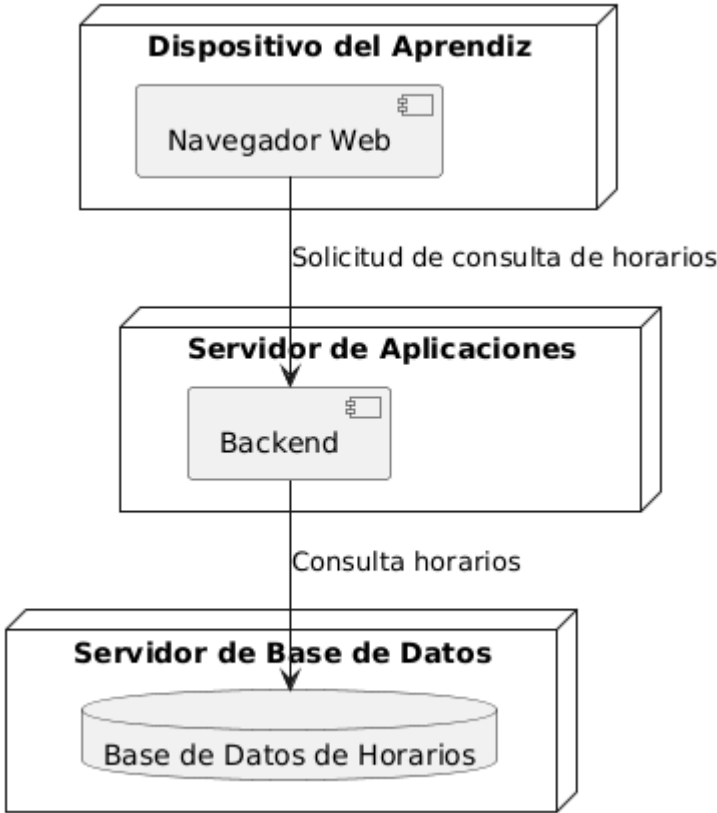 Dispositivo del Aprendiz
Navegador Web
Solicitud de consulta de horarios
Servidor de Aplicaciones
Backend
Consulta horarios
Servidor de Base de Datos
Base de Datos de Horarios